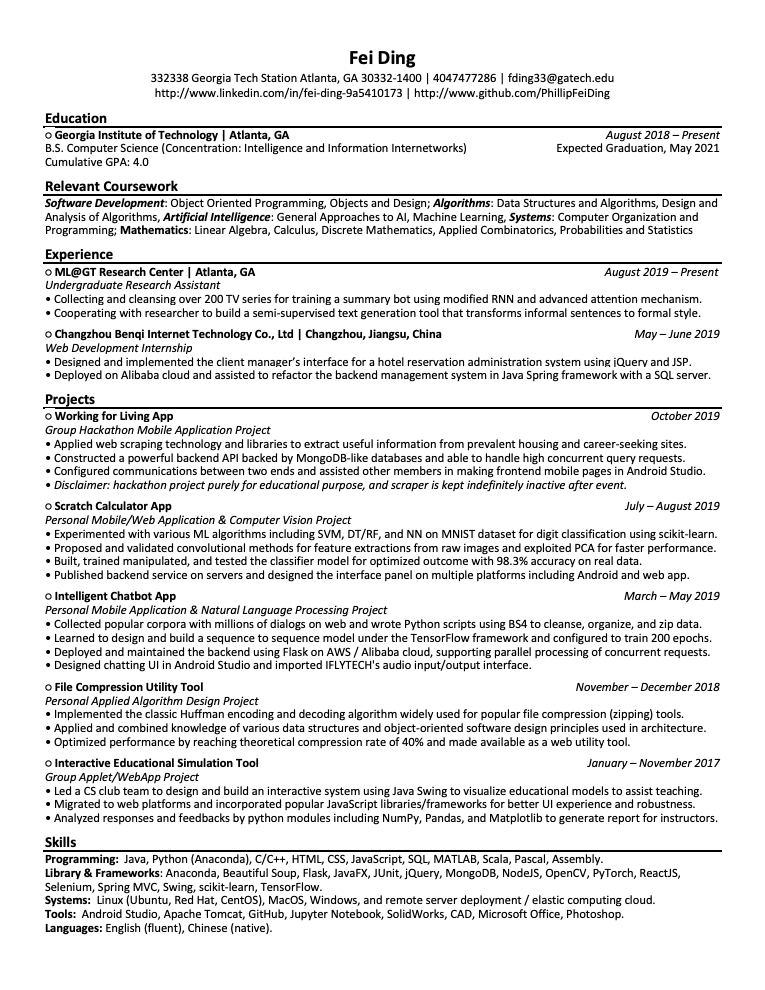 Fei Ding
332338 Georgia Tech Station Atlanta, GA 30332-1400 | 4047477286 | fding33@gatech.edu
http://www.linkedin.com/in/fei-ding-9a5410173 | http://www.github.com/PhillipFeiDing
Education
○ Georgia Institute of Technology | Atlanta, GA August 2018 – Present
B.S. Computer Science (Concentration: Intelligence and Information Internetworks) Expected Graduation, May 2021
Cumulative GPA: 4.0
Relevant Coursework
Software Development: Object Oriented Programming, Objects and Design; Algorithms: Data Structures and Algorithms, Design and
Analysis of Algorithms, Artificial Intelligence: General Approaches to AI, Machine Learning, Systems: Computer Organization and
Programming; Mathematics: Linear Algebra, Calculus, Discrete Mathematics, Applied Combinatorics, Probabilities and Statistics
Experience
○ ML@GT Research Center | Atlanta, GA August 2019 – Present
Undergraduate Research Assistant
• Collecting and cleansing over 200 TV series for training a summary bot using modified RNN and advanced attention mechanism.
• Cooperating with researcher to build a semi-supervised text generation tool that transforms informal sentences to formal style.
○ Changzhou Benqi Internet Technology Co., Ltd | Changzhou, Jiangsu, China May – June 2019
Web Development Internship
• Designed and implemented the client manager's interface for a hotel reservation administration system using jQuery and JSP.
• Deployed on Alibaba cloud and assisted to refactor the backend management system in Java Spring framework with a SQL server.
Projects
○ Working for Living App October 2019
Group Hackathon Mobile Application Project
• Applied web scraping technology and libraries to extract useful information from prevalent housing and career-seeking sites.
• Constructed a powerful backend API backed by MongoDB-like databases and able to handle high concurrent query requests.
• Configured communications between two ends and assisted other members in making frontend mobile pages in Android Studio.
• Disclaimer: hackathon project purely for educational purpose, and scraper is kept indefinitely inactive after event.
○ Scratch Calculator App July – August 2019
Personal Mobile/Web Application & Computer Vision Project
• Experimented with various ML algorithms including SVM, DT/RF, and NN on MNIST dataset for digit classification using scikit-learn.
• Proposed and validated convolutional methods for feature extractions from raw images and exploited PCA for faster performance.
• Built, trained manipulated, and tested the classifier model for optimized outcome with 98.3% accuracy on real data.
• Published backend service on servers and designed the interface panel on multiple platforms including Android and web app.
○ Intelligent Chatbot App March – May 2019
Personal Mobile Application & Natural Language Processing Project
• Collected popular corpora with millions of dialogs on web and wrote Python scripts using BS4 to cleanse, organize, and zip data.
• Learned to design and build a sequence to sequence model under the TensorFlow framework and configured to train 200 epochs.
• Deployed and maintained the backend using Flask on AWS / Alibaba cloud, supporting parallel processing of concurrent requests.
• Designed chatting UI in Android Studio and imported IFLYTECH's audio input/output interface.
○ File Compression Utility Tool November – December 2018
Personal Applied Algorithm Design Project
• Implemented the classic Huffman encoding and decoding algorithm widely used for popular file compression (zipping) tools.
• Applied and combined knowledge of various data structures and object-oriented software design principles used in architecture.
• Optimized performance by reaching theoretical compression rate of 40% and made available as a web utility tool.
○ Interactive Educational Simulation Tool January – November 2017
Group Applet/WebApp Project
• Led a CS club team to design and build an interactive system using Java Swing to visualize educational models to assist teaching.
• Migrated to web platforms and incorporated popular JavaScript libraries/frameworks for better UI experience and robustness.
• Analyzed responses and feedbacks by python modules including NumPy, Pandas, and Matplotlib to generate report for instructors.
Skills
Programming: Java, Python (Anaconda), C/C++, HTML, CSS, JavaScript, SQL, MATLAB, Scala, Pascal, Assembly.
Library & Frameworks: Anaconda, Beautiful Soup, Flask, JavaFX, JUnit, jQuery, MongoDB, NodeJS, OpenCV, PyTorch, ReactJS,
Selenium, Spring MVC, Swing, scikit-learn, TensorFlow.
Systems: Linux (Ubuntu, Red Hat, CentOS), MacOS, Windows, and remote server deployment / elastic computing cloud.
Tools: Android Studio, Apache Tomcat, GitHub, Jupyter Notebook, SolidWorks, CAD, Microsoft Office, Photoshop.
Languages: English (fluent), Chinese (native).